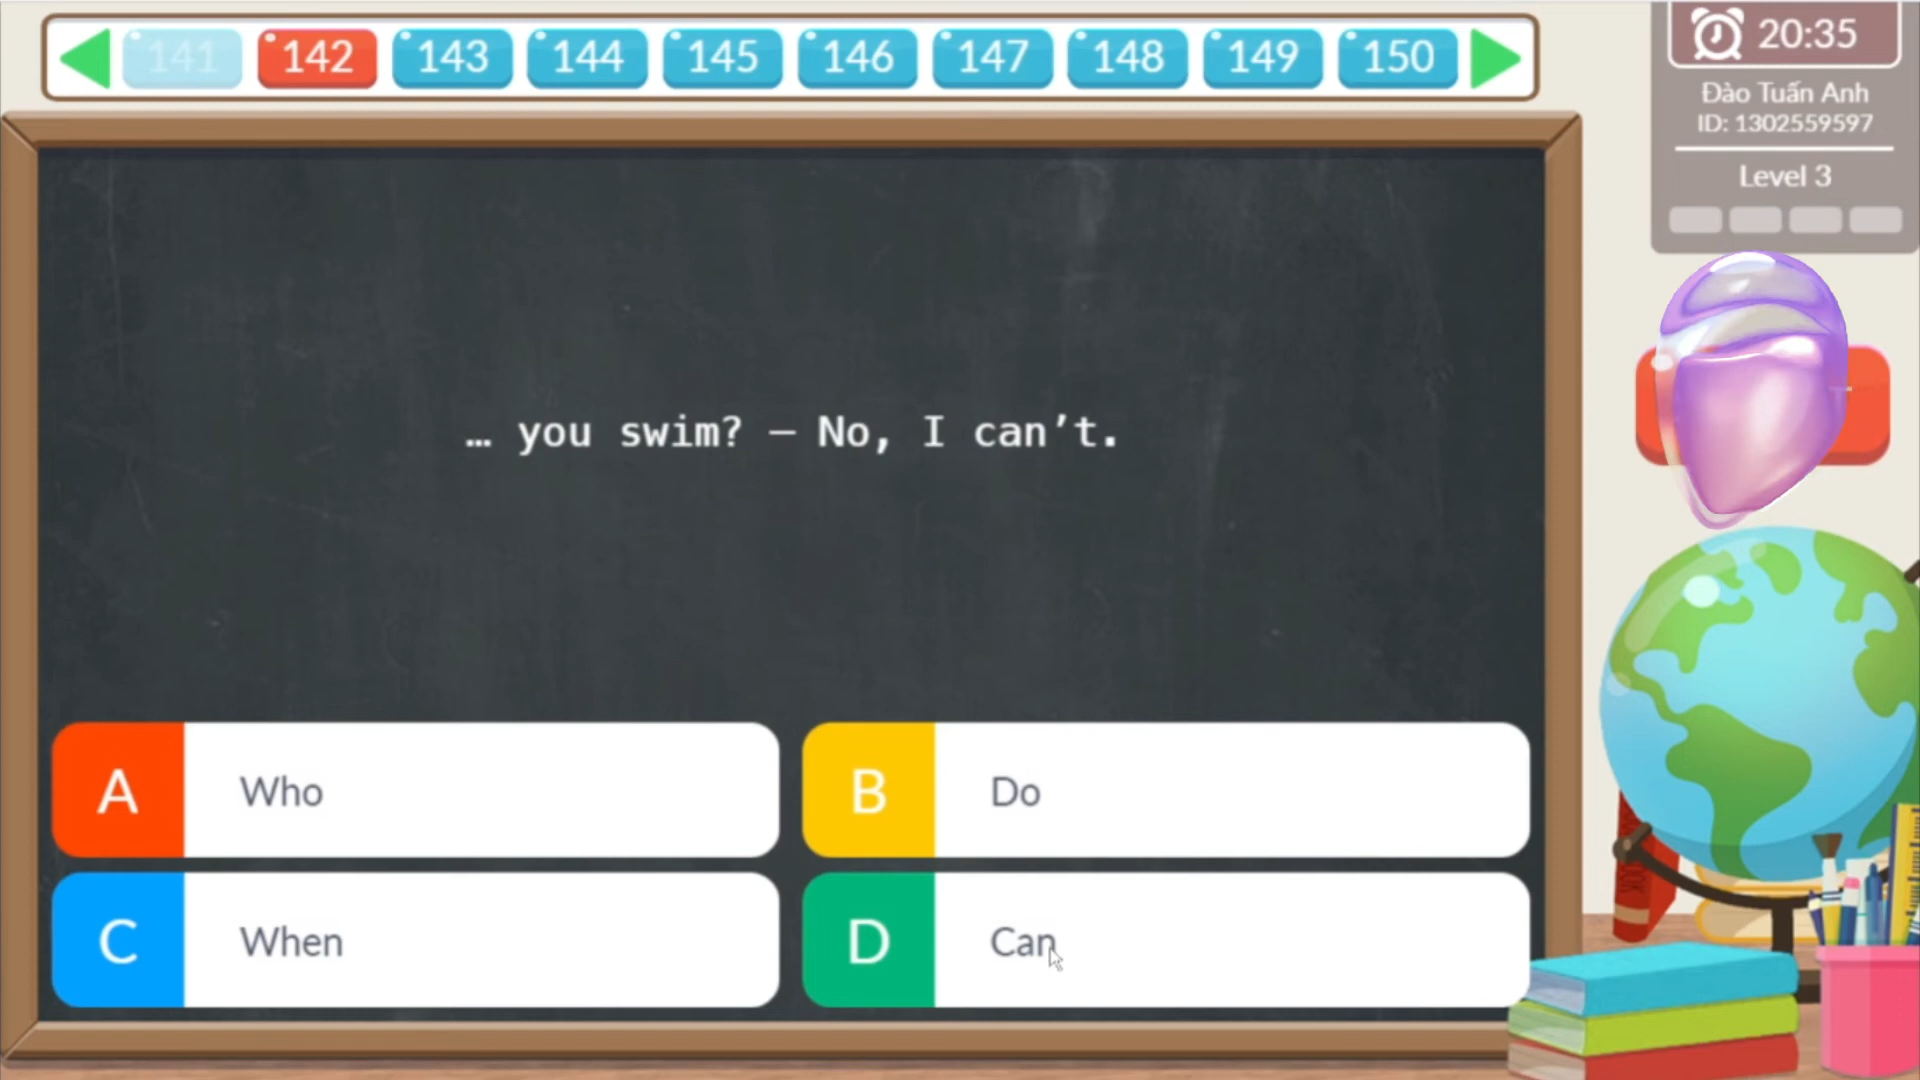 141 142 143 144 145 146 147 148 149 150
20:35
Đào Tuấn Anh
ID: 1302559597
Level 3
… you swim? – No, I can’t.
A Who
B Do
C When
D Can